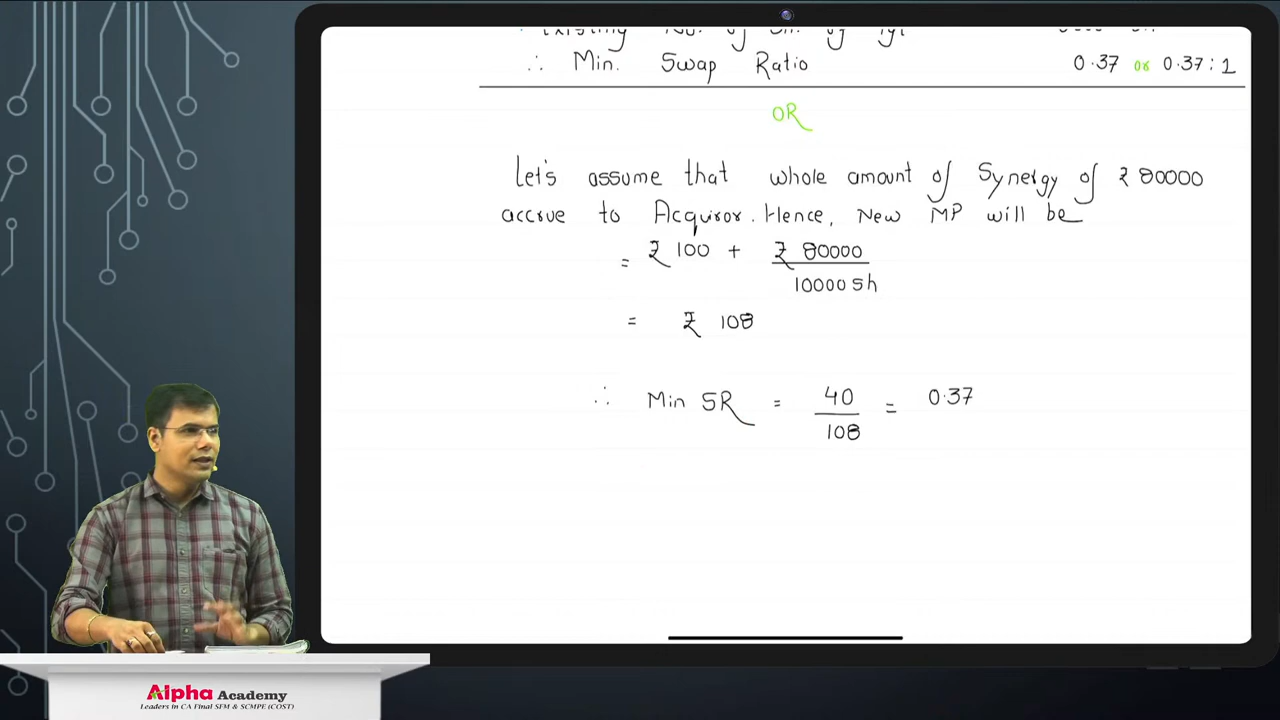 ∴ Min. Swap Ratio 0.37 or 0.37 : 1
OR
Let's assume that whole amount of Synergy of ₹ 80000
accrue to Acquiror. Hence, New MP will be
= ₹ 100 + ₹ 80000
10000 sh
= ₹ 108
∴ Min SR = 40 = 0.37
108
Alpha Academy
Leaders in CA Final SFM & SCMPE (COST)